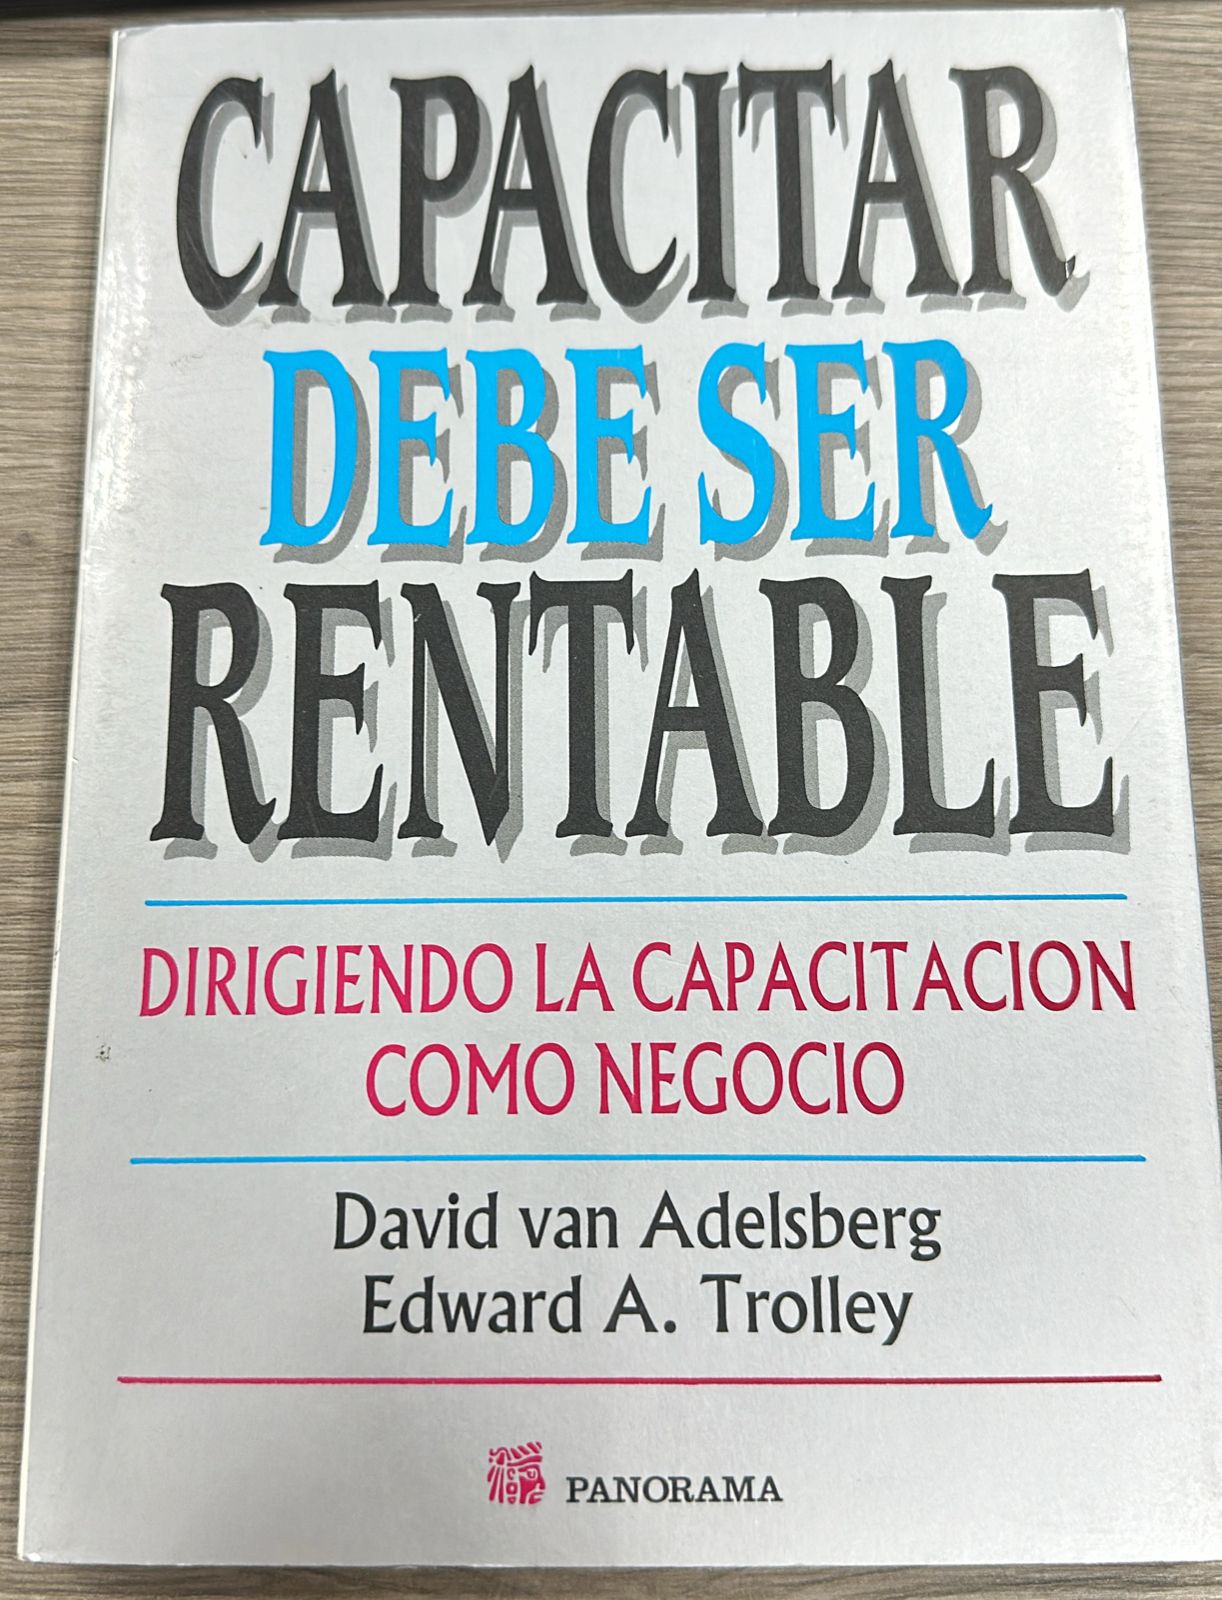 CAPACITAR
DEBE SER
RENTABLE
DIRIGIENDO LA CAPACITACION
COMO NEGOCIO
David van Adelsberg
Edward A. Trolley
PANORAMA